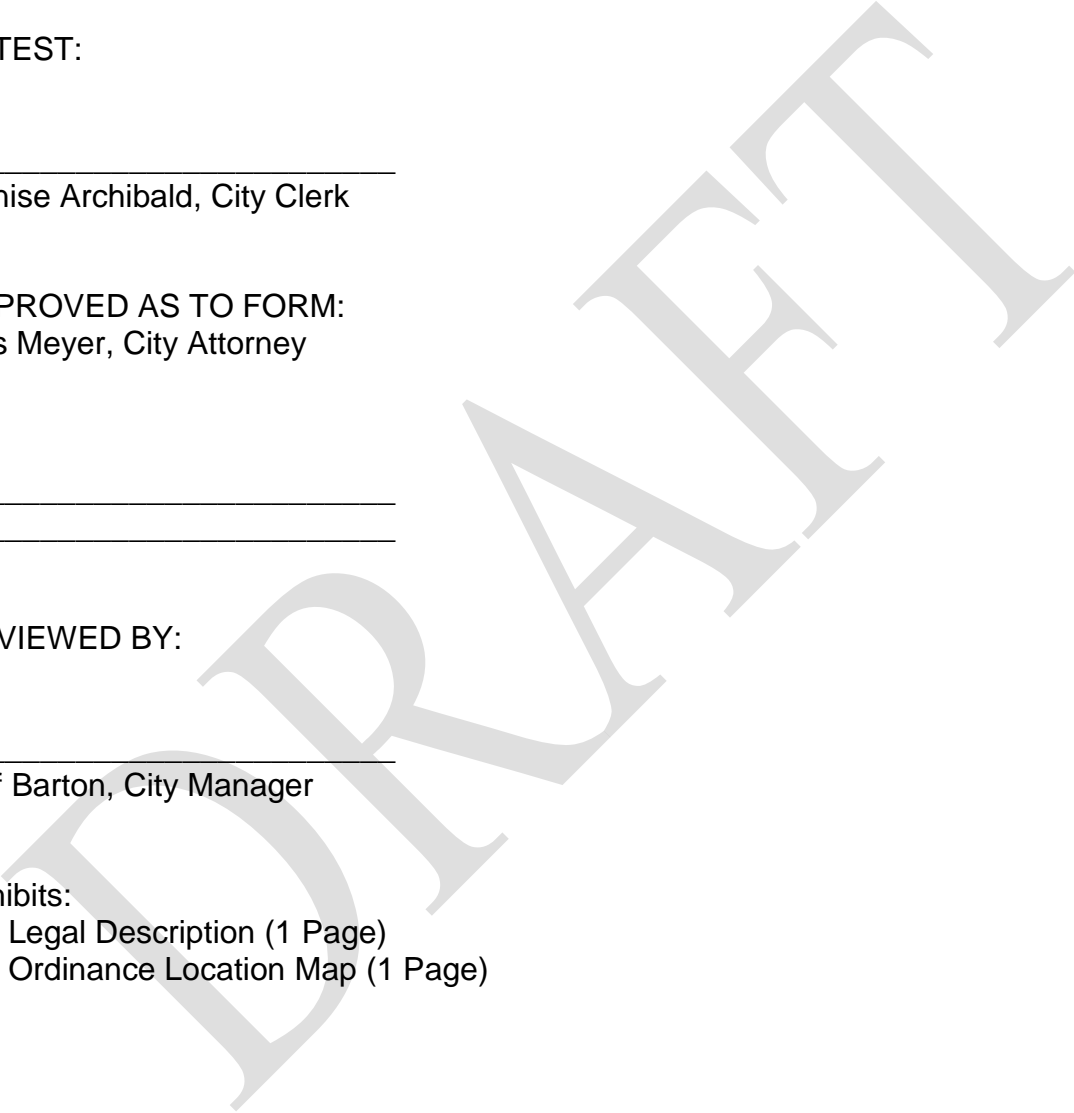 TEST:
nise Archibald, City Clerk
PROVED AS TO FORM:
s Meyer, City Attorney
VIEWED BY:
f Barton, City Manager
hibits:
Legal Description (1 Page)
Ordinance Location Map (1 Page)
DRAFT